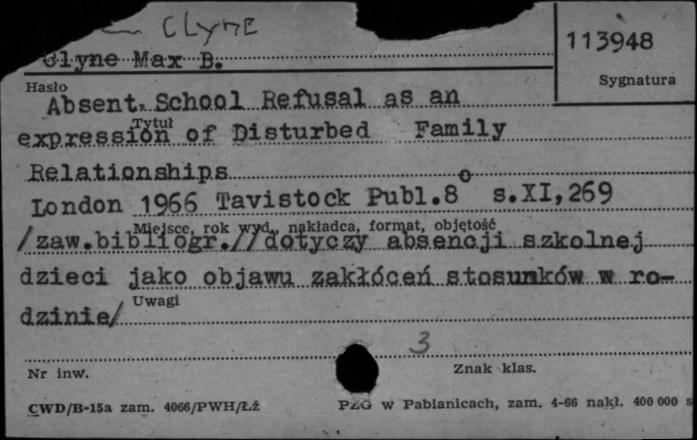 CLyNE
Clyne Max B.
113948
Sygnatura
Hasło
Absent. School Refusal as an
Tytuł
expression of Disturbed Family
Relationships
London 1966 Tavistock Publ.8° s.XI,269
Miejsce, rok wyd., nakładca, format, objętość
/zaw.bibliogr.//dotyczy absencji szkolnej
dzieci jako objawu zakłóceń stosunków w ro-
Uwagi
dzinie/
3
Nr inw.
Znak klas.
CWD/B-15a zam. 4066/PWH/Łź
PZG w Pabianicach, zam. 4-66 nakł. 400 000 s